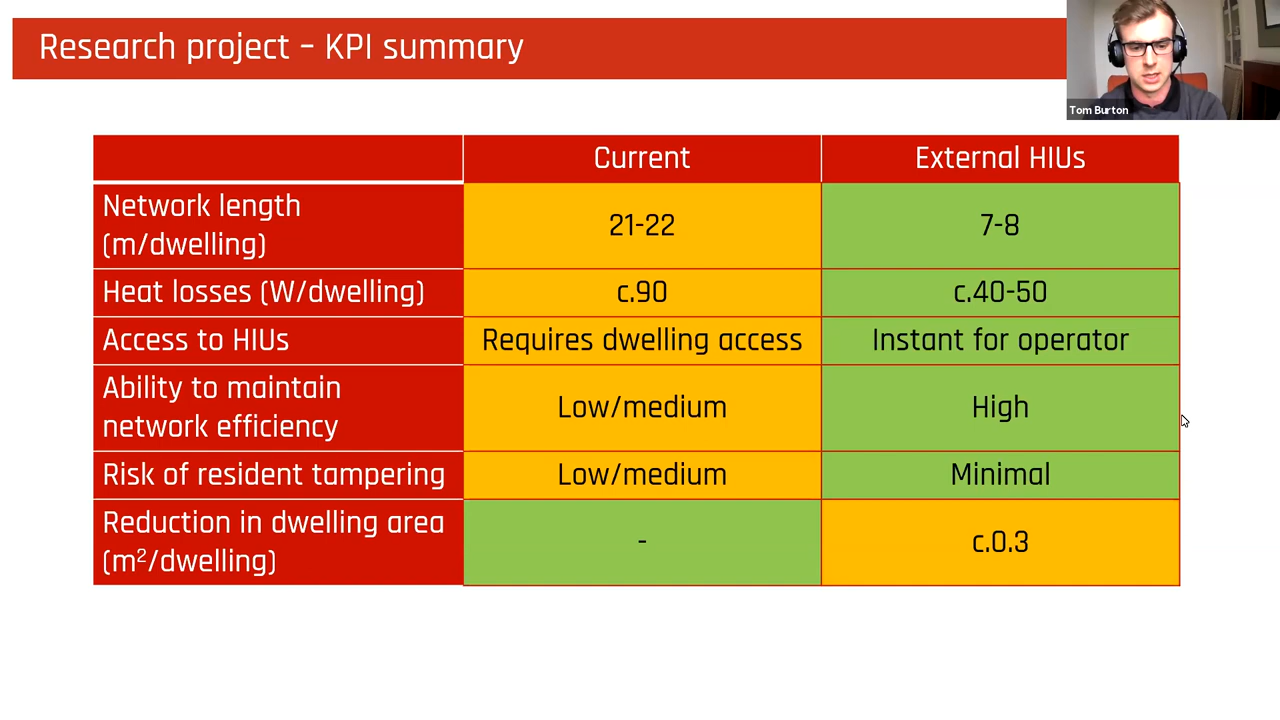 Research project – KPI summary
Tom Burton
Current
External HIUs
Network length
(m/dwelling)
21-22
7-8
Heat losses (W/dwelling)
c.90
c.40-50
Access to HIUs
Requires dwelling access
Instant for operator
Ability to maintain
network efficiency
Low/medium
High
Risk of resident tampering
Low/medium
Minimal
Reduction in dwelling area
(m²/dwelling)
-
c.0.3